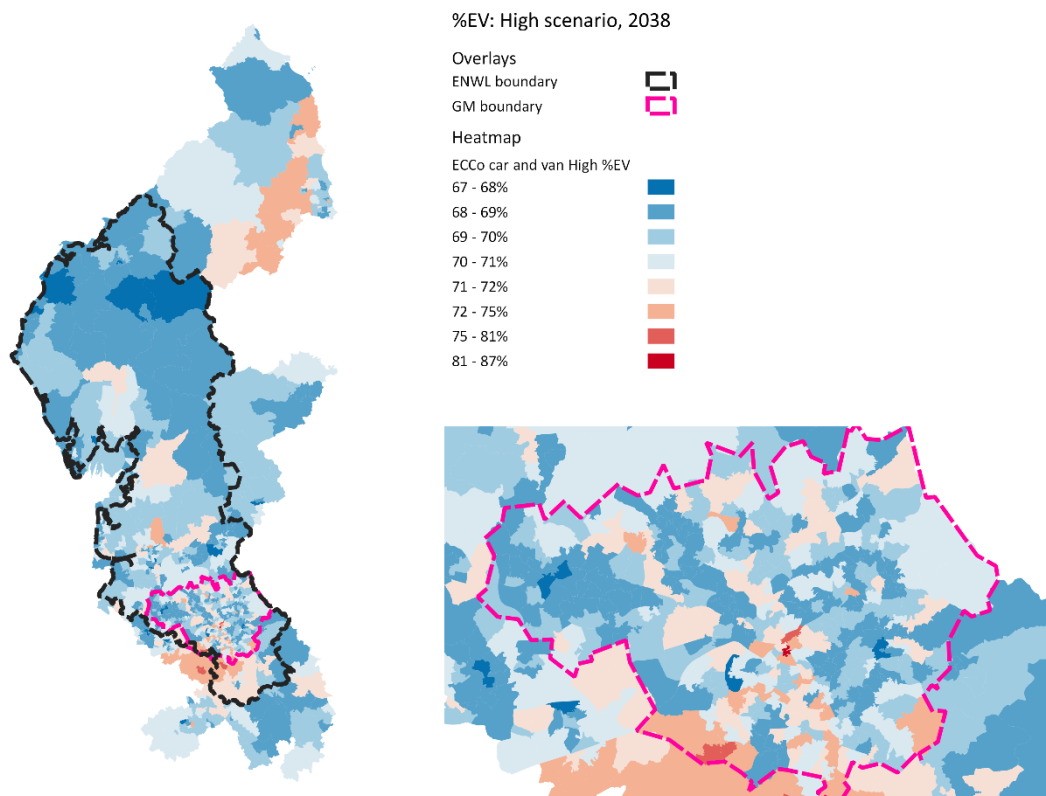 %EV: High scenario, 2038
Overlays
ENWL boundary
GM boundary
Heatmap
ECCo car and van High %EV
67 - 68%
68 - 69%
69 - 70%
70 - 71%
71 - 72%
72 - 75%
75 - 81%
81 - 87%